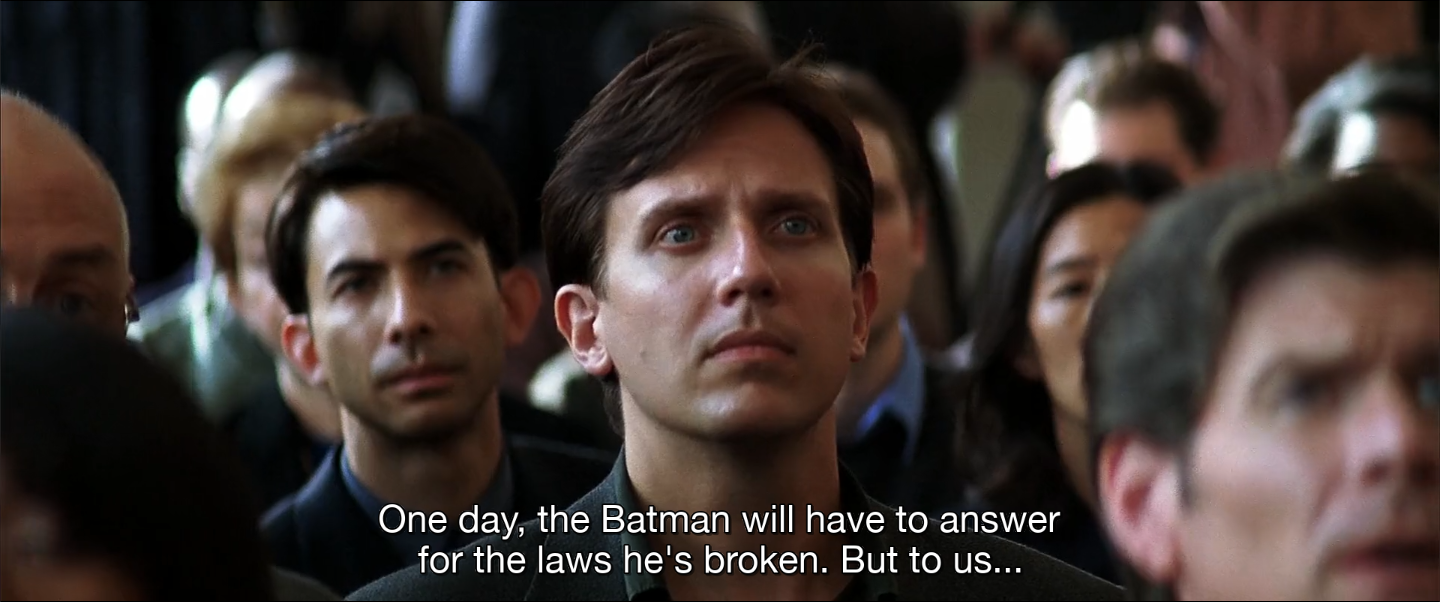 One day, the Batman will have to answer
for the laws he's broken. But to us...